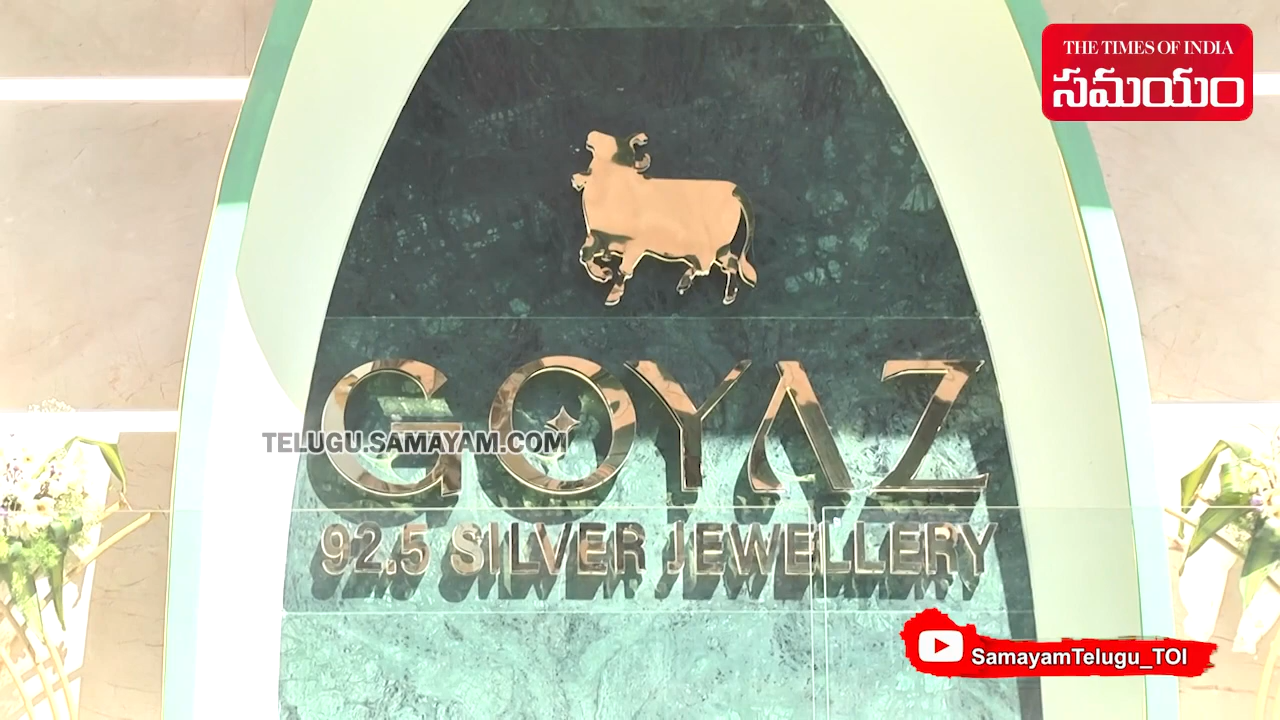 THE TIMES OF INDIA
సమయం
GOYAZ
TELUGU.SAMAYAM.COM
92.5 SILVER JEWELLERY
SamayamTelugu_TOI